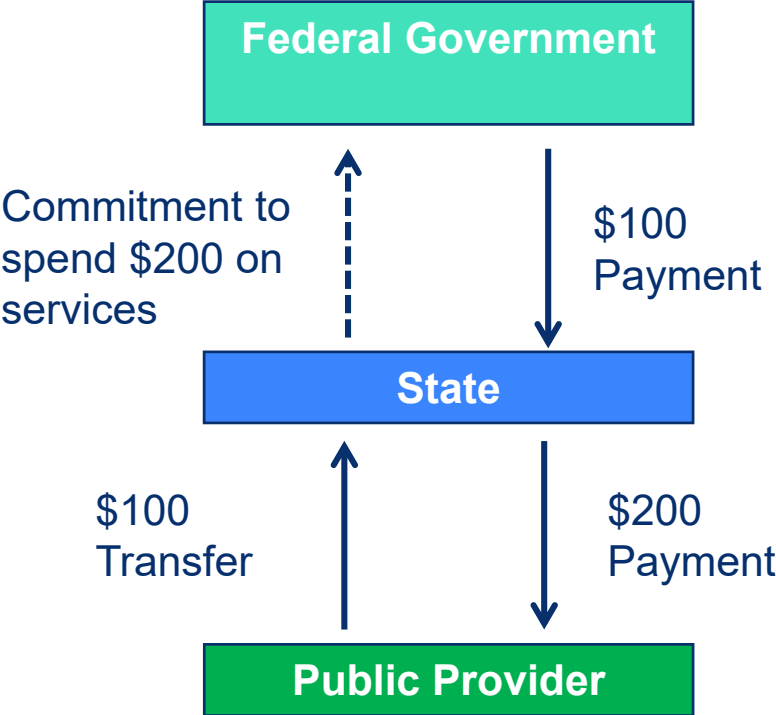 Federal Government
Commitment to
spend $200 on
services
$100
Payment
State
$100
Transfer
$200
Payment
Public Provider